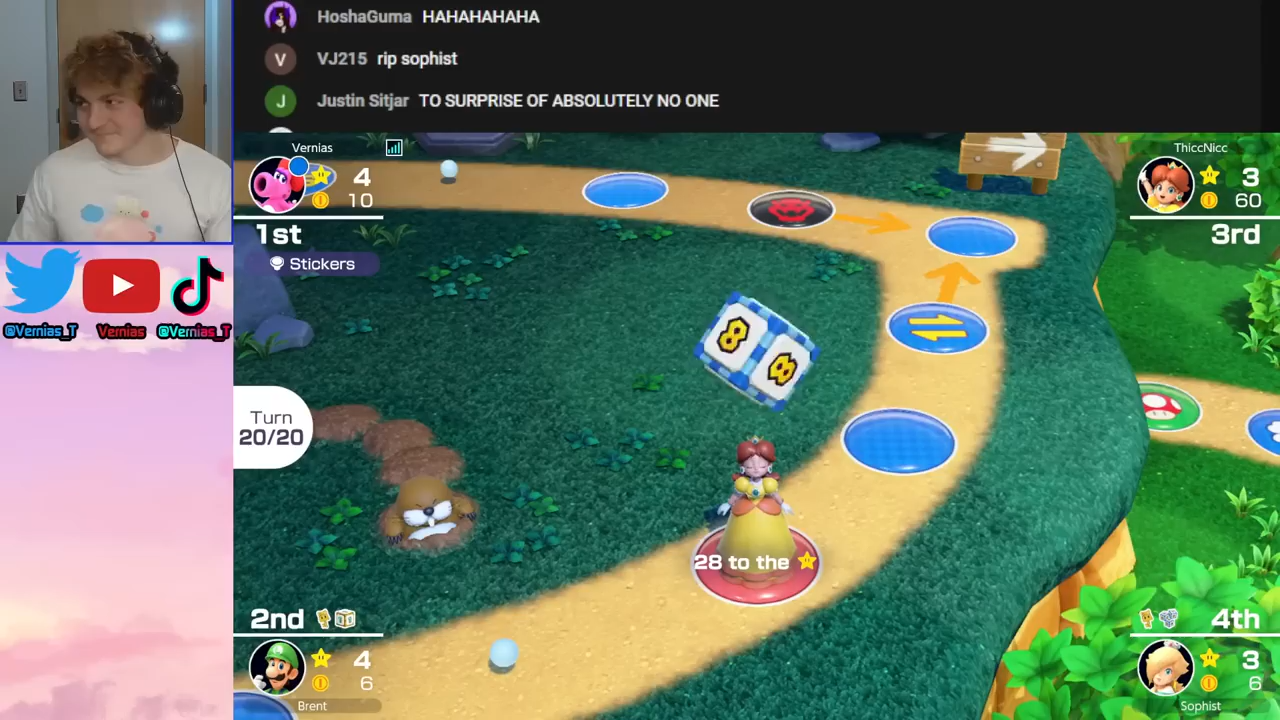 HoshaGuma HAHAHAHAHA
VJ215 rip sophist
V
Justin Sitjar TO SURPRISE OF ABSOLUTELY NO ONE
J
Vernias
4
10
1st
Stickers
ThiccNicc
3
60
3rd
8 8
@Vernias_T Vernias @Vernias_T
Turn
20/20
28 to the
2nd
4
6
Brent
4th
3
6
Sophist